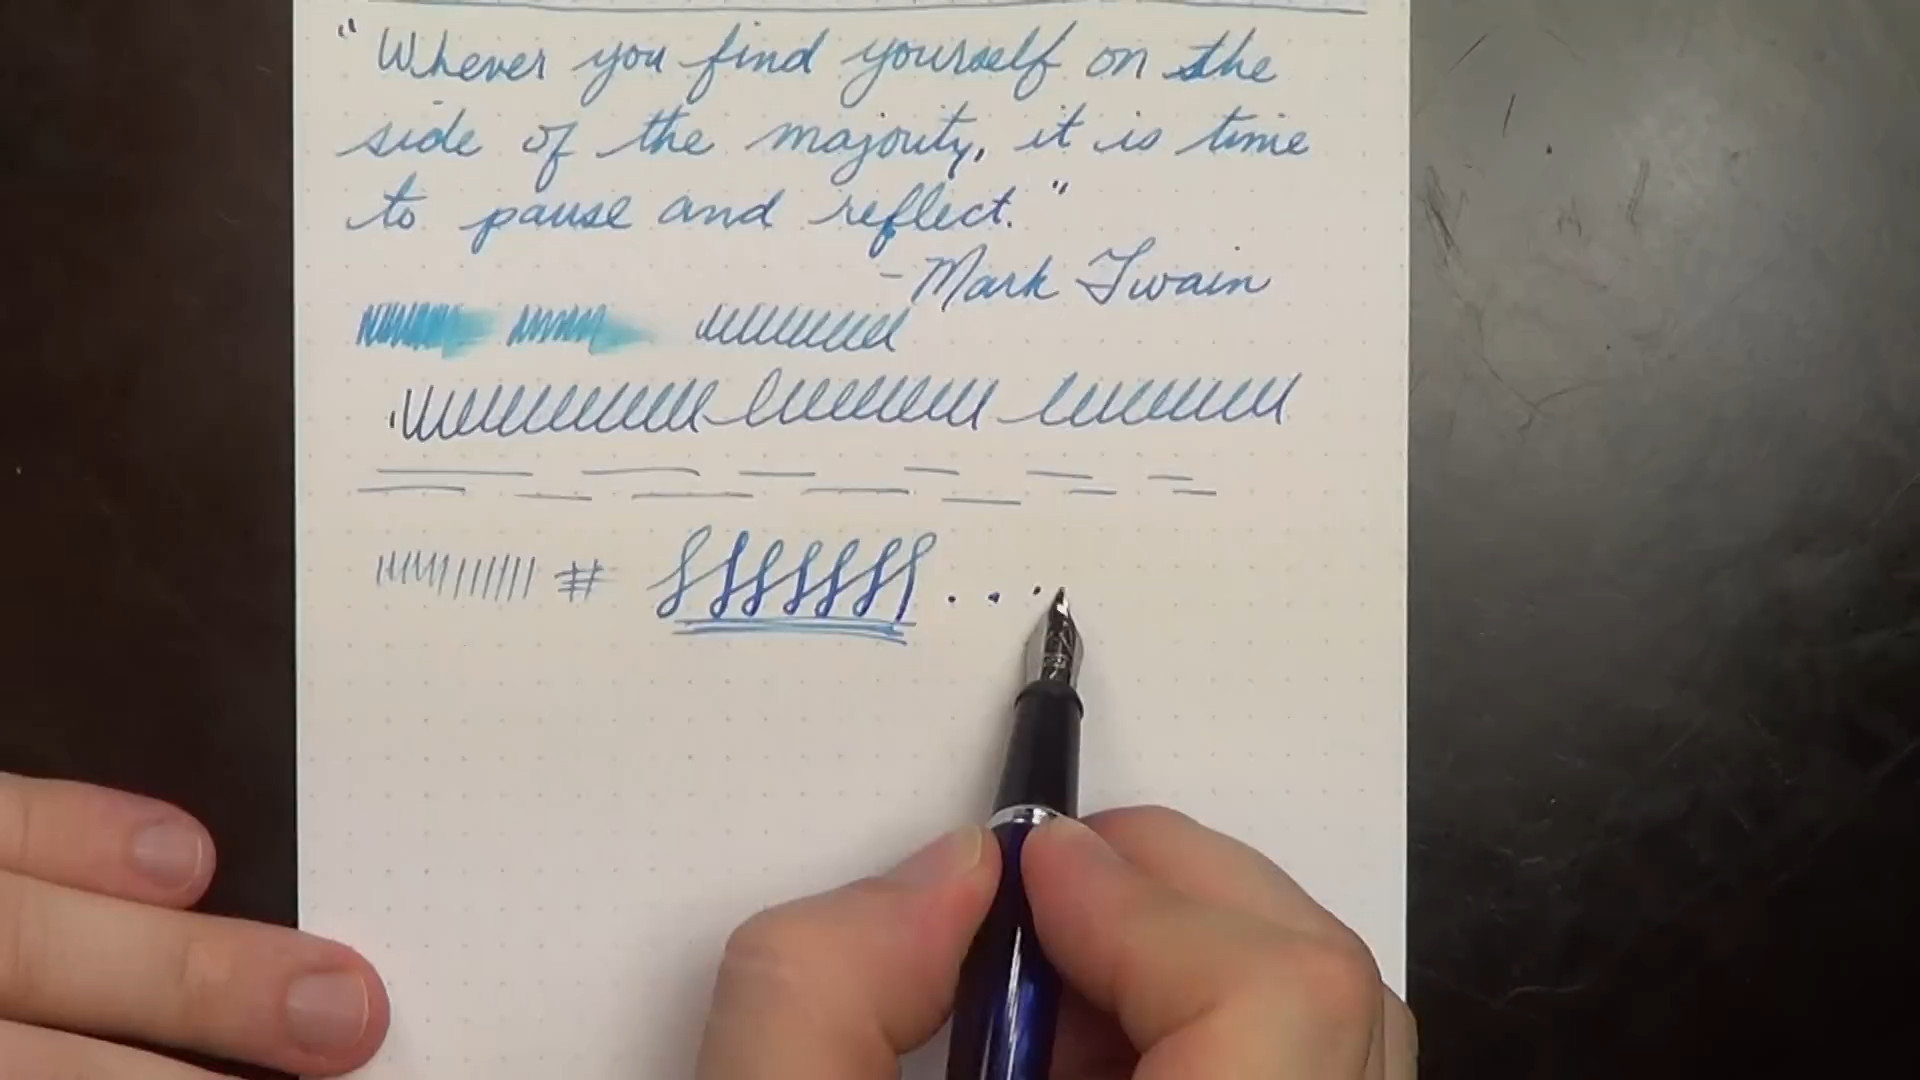 "Whever you find yourself on the
side of the majority, it is time
to pause and reflect."
- Mark Twain
#